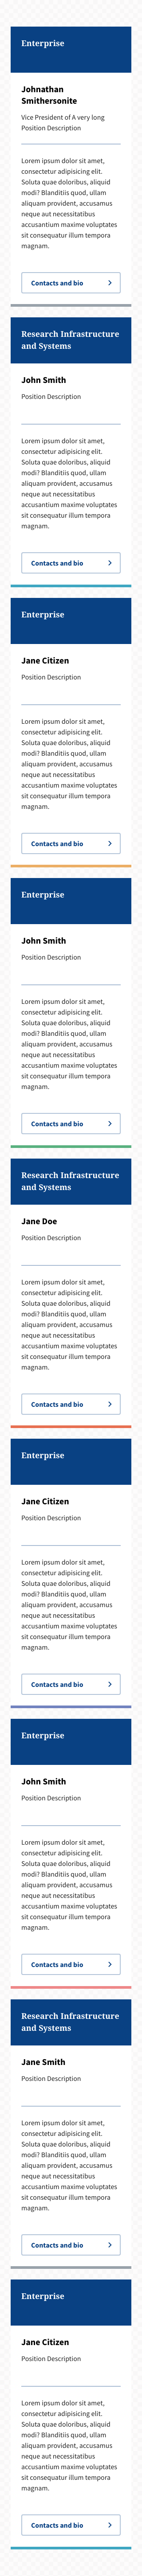 Enterprise
Johnathan
Smithersonite
Vice President of A very long
Position Description
Lorem ipsum dolor sit amet,
consectetur adipisicing elit.
Soluta quae doloribus, aliquid
modi? Blanditiis quod, ullam
aliquam provident, accusamus
neque aut necessitatibus
accusantium maxime voluptates
sit consequatur illum tempora
magnam.
Contacts and bio
Research Infrastructure
and Systems
John Smith
Position Description
Lorem ipsum dolor sit amet,
consectetur adipisicing elit.
Soluta quae doloribus, aliquid
modi? Blanditiis quod, ullam
aliquam provident, accusamus
neque aut necessitatibus
accusantium maxime voluptates
sit consequatur illum tempora
magnam.
Contacts and bio
Enterprise
Jane Citizen
Position Description
Lorem ipsum dolor sit amet,
consectetur adipisicing elit.
Soluta quae doloribus, aliquid
modi? Blanditiis quod, ullam
aliquam provident, accusamus
neque aut necessitatibus
accusantium maxime voluptates
sit consequatur illum tempora
magnam.
Contacts and bio
Enterprise
John Smith
Position Description
Lorem ipsum dolor sit amet,
consectetur adipisicing elit.
Soluta quae doloribus, aliquid
modi? Blanditiis quod, ullam
aliquam provident, accusamus
neque aut necessitatibus
accusantium maxime voluptates
sit consequatur illum tempora
magnam.
Contacts and bio
Research Infrastructure
and Systems
Jane Doe
Position Description
Lorem ipsum dolor sit amet,
consectetur adipisicing elit.
Soluta quae doloribus, aliquid
modi? Blanditiis quod, ullam
aliquam provident, accusamus
neque aut necessitatibus
accusantium maxime voluptates
sit consequatur illum tempora
magnam.
Contacts and bio
Enterprise
Jane Citizen
Position Description
Lorem ipsum dolor sit amet,
consectetur adipisicing elit.
Soluta quae doloribus, aliquid
modi? Blanditiis quod, ullam
aliquam provident, accusamus
neque aut necessitatibus
accusantium maxime voluptates
sit consequatur illum tempora
magnam.
Contacts and bio
Enterprise
John Smith
Position Description
Lorem ipsum dolor sit amet,
consectetur adipisicing elit.
Soluta quae doloribus, aliquid
modi? Blanditiis quod, ullam
aliquam provident, accusamus
neque aut necessitatibus
accusantium maxime voluptates
sit consequatur illum tempora
magnam.
Contacts and bio
Research Infrastructure
and Systems
Jane Smith
Position Description
Lorem ipsum dolor sit amet,
consectetur adipisicing elit.
Soluta quae doloribus, aliquid
modi? Blanditiis quod, ullam
aliquam provident, accusamus
neque aut necessitatibus
accusantium maxime voluptates
sit consequatur illum tempora
magnam.
Contacts and bio
Enterprise
Jane Citizen
Position Description
Lorem ipsum dolor sit amet,
consectetur adipisicing elit.
Soluta quae doloribus, aliquid
modi? Blanditiis quod, ullam
aliquam provident, accusamus
neque aut necessitatibus
accusantium maxime voluptates
sit consequatur illum tempora
magnam.
Contacts and bio